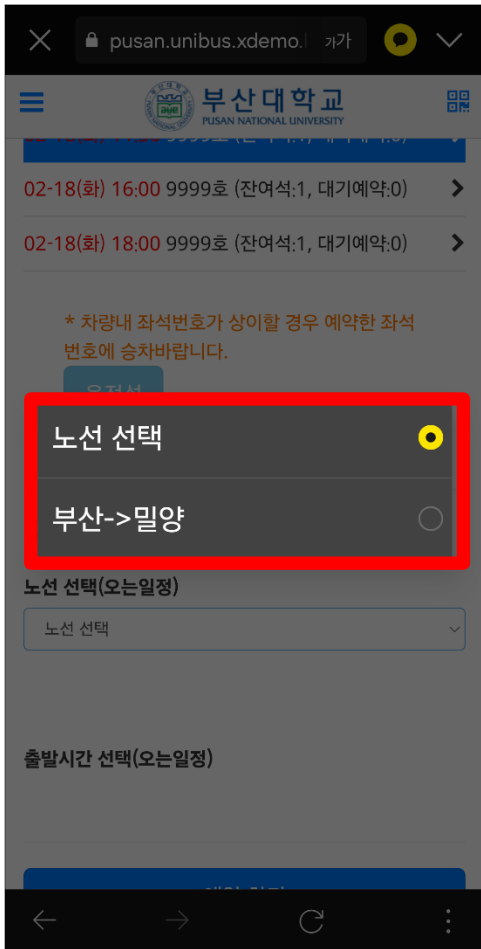 pusan.unibus.xdemo.
가가
부산대학교
PUSAN NATIONAL UNIVERSITY
02-18(화) 16:00 9999호 (잔여석:1, 대기예약:0)
02-18(화) 18:00 9999호 (잔여석:1, 대기예약:0)
* 차량내 좌석번호가 상이할 경우 예약한 좌석
번호에 승차바랍니다.
노선 선택
부산->밀양
노선 선택(오는일정)
노선 선택
출발시간 선택(오는일정)